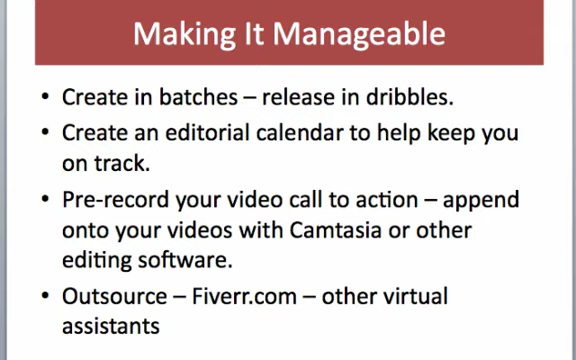 Making It Manageable
• Create in batches – release in dribbles.
• Create an editorial calendar to help keep you
on track.
• Pre-record your video call to action – append
onto your videos with Camtasia or other
editing software.
• Outsource – Fiverr.com – other virtual
assistants